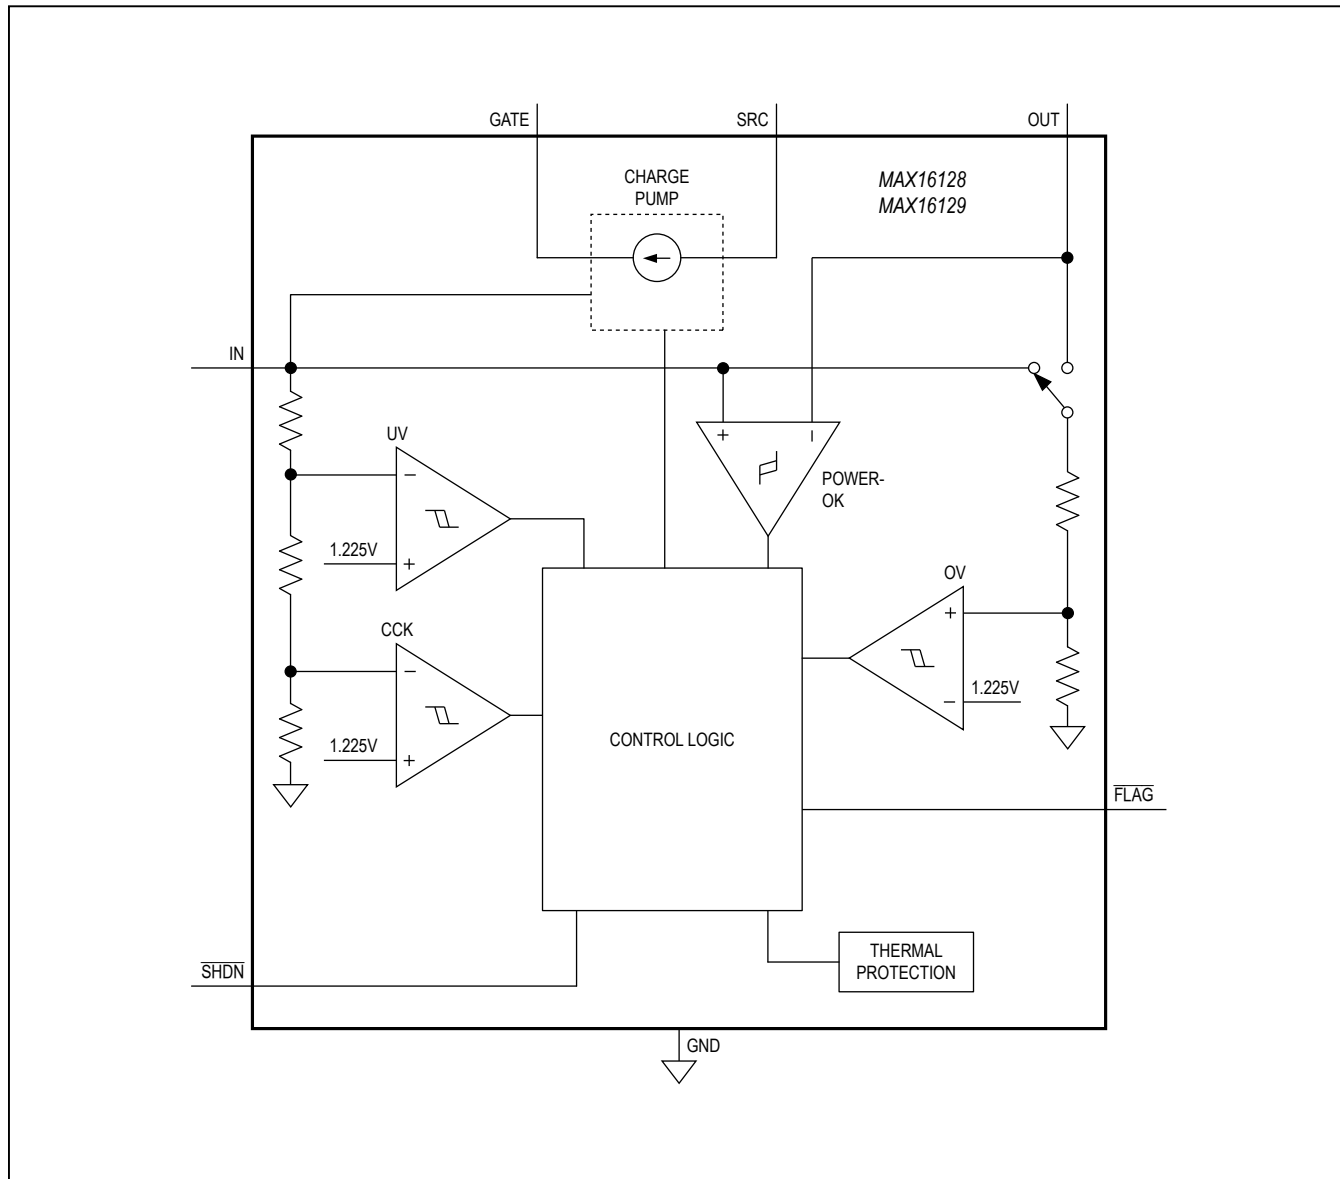 GATE
SRC
OUT
CHARGE
PUMP
MAX16128
MAX16129
IN
UV
+
−
POWER-
OK
−
1.225V
+
OV
+
CCK
−
1.225V
−
1.225V
+
CONTROL LOGIC
FLAG
THERMAL
PROTECTION
SHDN
GND